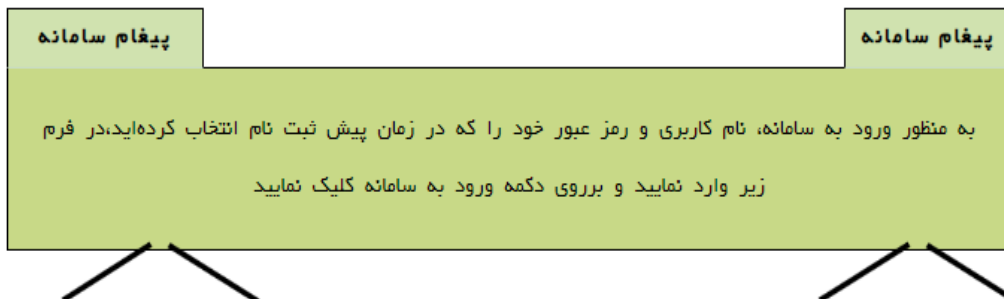 پیغام سامانه
پیغام سامانه
به منظور ورود به سامانه، نام کاربری و رمز عبور خود را که در زمان پیش ثبت نام انتخاب کرده‌اید،در فرم
زیر وارد نمایید و برروی دکمه ورود به سامانه کلیک نمایید